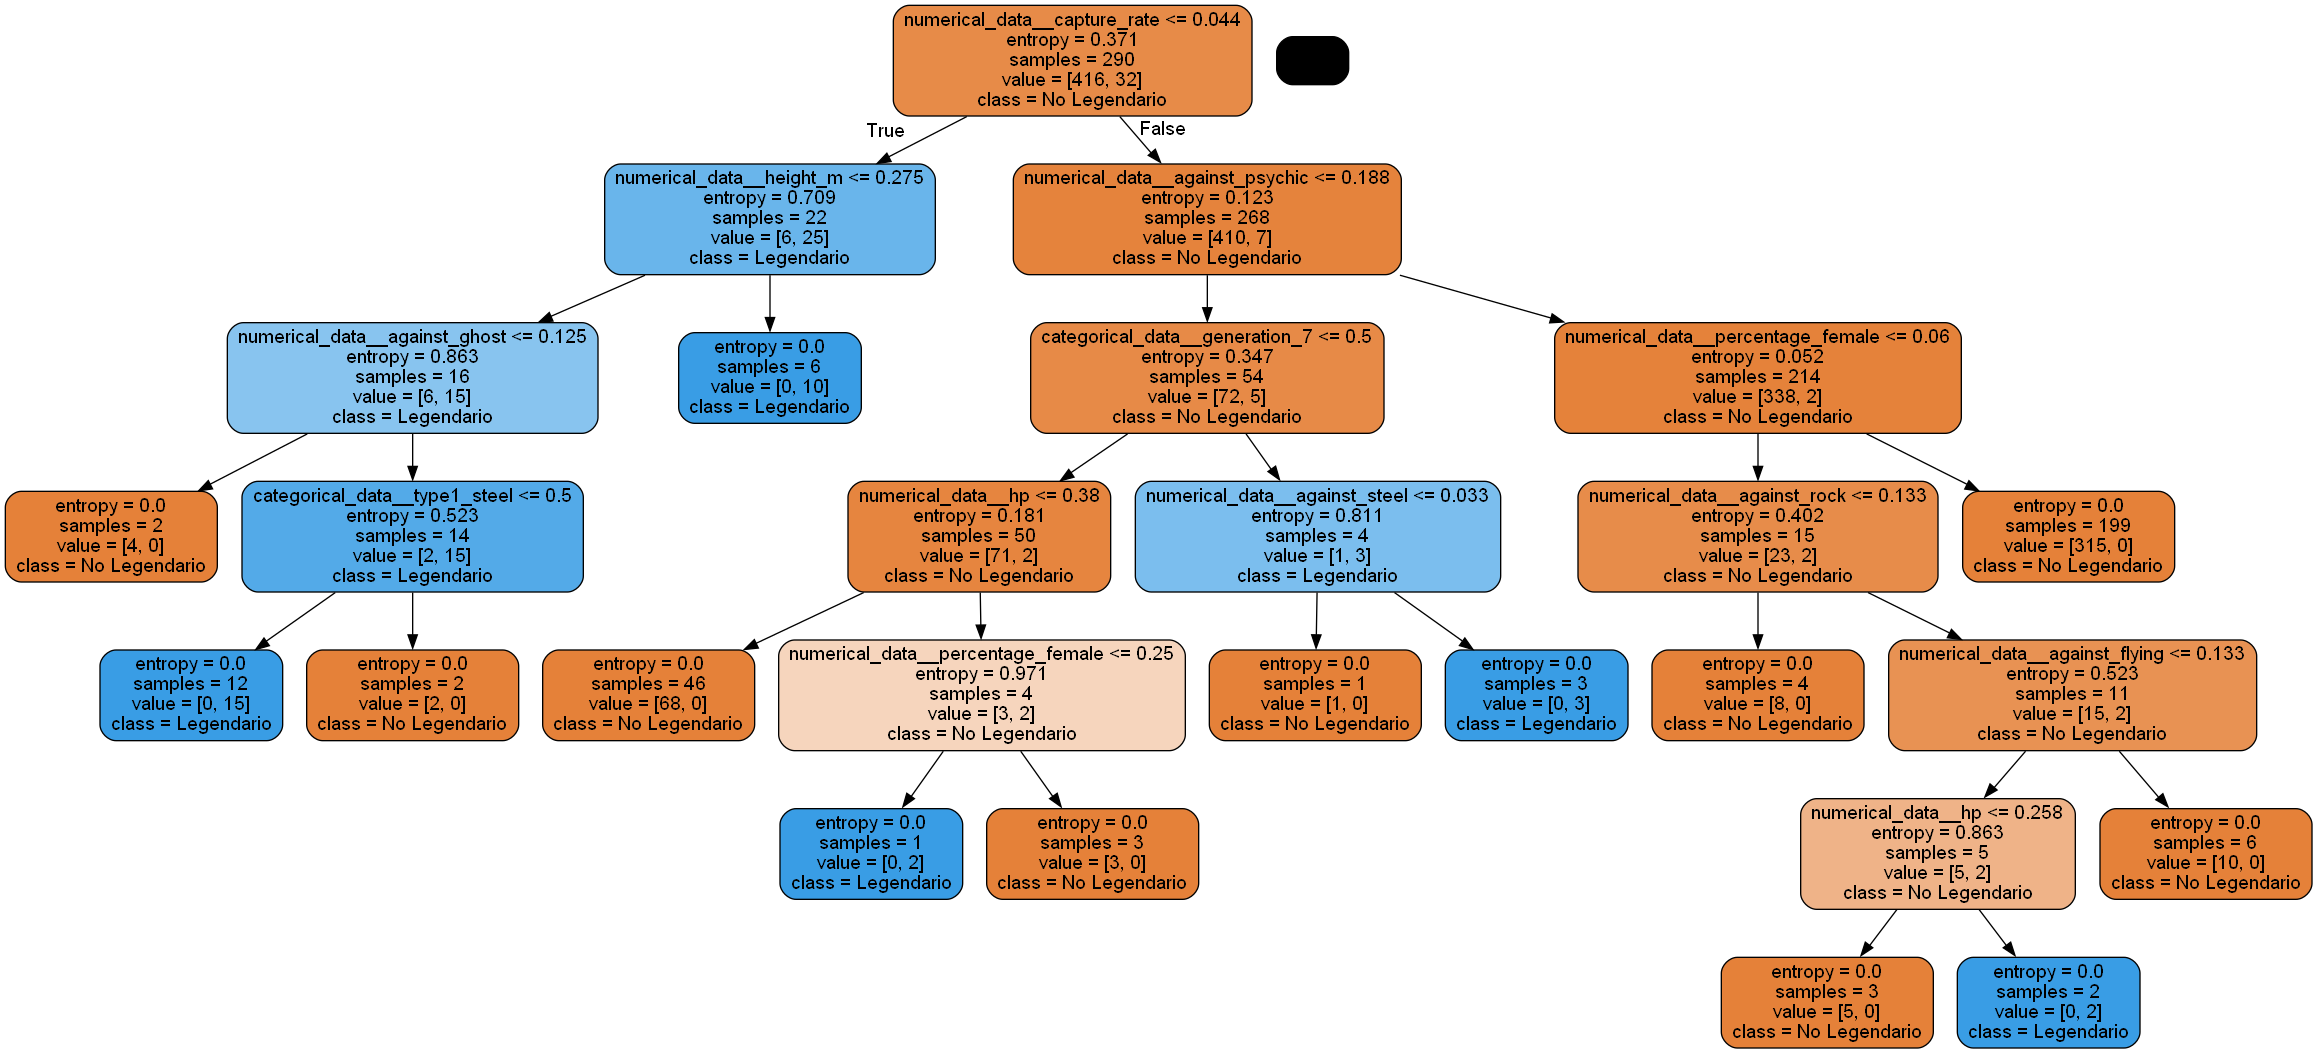 numerical_data__capture_rate <= 0.044
entropy = 0.371
samples = 290
value = [416, 32]
class = No Legendario
True
False
numerical_data__height_m <= 0.275
entropy = 0.709
samples = 22
value = [6, 25]
class = Legendario
numerical_data__against_psychic <= 0.188
entropy = 0.123
samples = 268
value = [410, 7]
class = No Legendario
numerical_data__against_ghost <= 0.125
entropy = 0.863
samples = 16
value = [6, 15]
class = Legendario
entropy = 0.0
samples = 6
value = [0, 10]
class = Legendario
categorical_data__generation_7 <= 0.5
entropy = 0.347
samples = 54
value = [72, 5]
class = No Legendario
numerical_data__percentage_female <= 0.06
entropy = 0.052
samples = 214
value = [338, 2]
class = No Legendario
entropy = 0.0
samples = 2
value = [4, 0]
class = No Legendario
categorical_data__type1_steel <= 0.5
entropy = 0.523
samples = 14
value = [2, 15]
class = Legendario
numerical_data__hp <= 0.38
entropy = 0.181
samples = 50
value = [71, 2]
class = No Legendario
numerical_data__against_steel <= 0.033
entropy = 0.811
samples = 4
value = [1, 3]
class = Legendario
numerical_data__against_rock <= 0.133
entropy = 0.402
samples = 15
value = [23, 2]
class = No Legendario
entropy = 0.0
samples = 199
value = [315, 0]
class = No Legendario
entropy = 0.0
samples = 12
value = [0, 15]
class = Legendario
entropy = 0.0
samples = 2
value = [2, 0]
class = No Legendario
entropy = 0.0
samples = 46
value = [68, 0]
class = No Legendario
numerical_data__percentage_female <= 0.25
entropy = 0.971
samples = 4
value = [3, 2]
class = No Legendario
entropy = 0.0
samples = 1
value = [1, 0]
class = No Legendario
entropy = 0.0
samples = 3
value = [0, 3]
class = Legendario
entropy = 0.0
samples = 4
value = [8, 0]
class = No Legendario
numerical_data__against_flying <= 0.133
entropy = 0.523
samples = 11
value = [15, 2]
class = No Legendario
entropy = 0.0
samples = 1
value = [0, 2]
class = Legendario
entropy = 0.0
samples = 3
value = [3, 0]
class = No Legendario
numerical_data__hp <= 0.258
entropy = 0.863
samples = 5
value = [5, 2]
class = No Legendario
entropy = 0.0
samples = 6
value = [10, 0]
class = No Legendario
entropy = 0.0
samples = 3
value = [5, 0]
class = No Legendario
entropy = 0.0
samples = 2
value = [0, 2]
class = Legendario